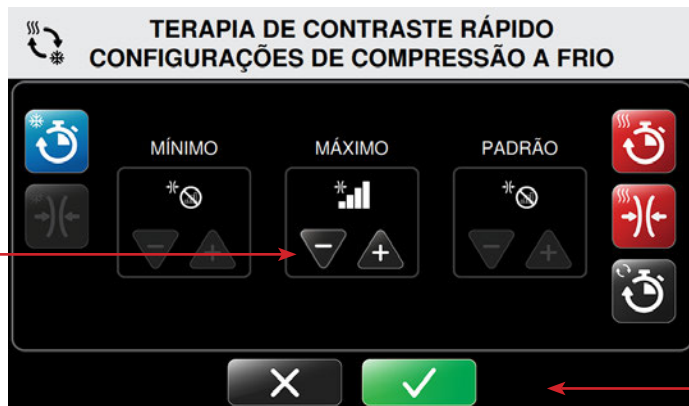 TERAPIA DE CONTRASTE RÁPIDO
CONFIGURAÇÕES DE COMPRESSÃO A FRIO
MÍNIMO MÁXIMO PADRÃO